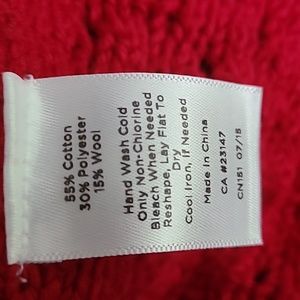 55% Cotton
30% Polyester
15% Wool
Hand Wash Cold
Only Non-Chlorine
Bleach When Needed
Reshape, Lay Flat To
Dry
Cool Iron, If Needed
Made In China
CA #23147
CN151 07/15